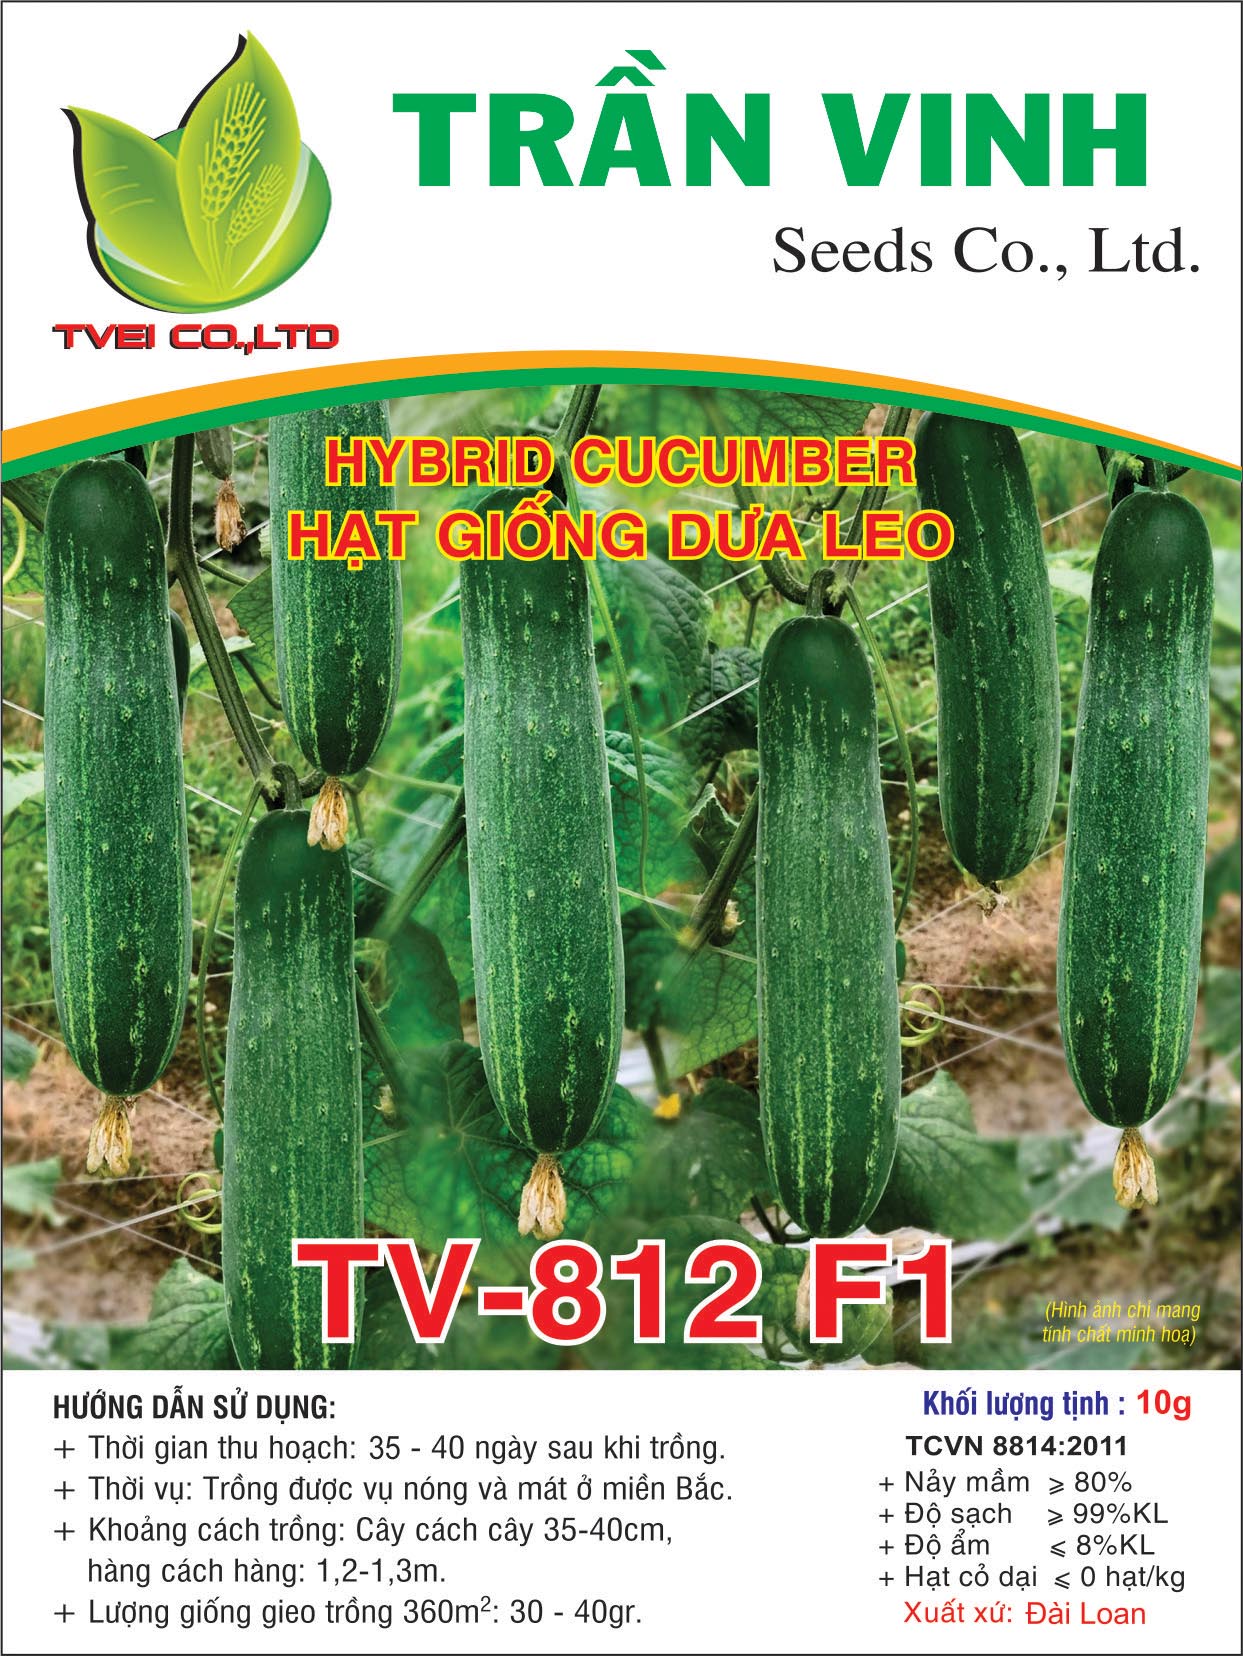 TRẦN VINH
Seeds Co., Ltd.
TVEI CO.,LTD
HYBRID CUCUMBER
HẠT GIỐNG DƯA LEO
TV-812 F1
(Hình ảnh chỉ mang
tính chất minh hoạ)
HƯỚNG DẪN SỬ DỤNG:
+ Thời gian thu hoạch: 35 - 40 ngày sau khi trồng.
+ Thời vụ: Trồng được vụ nóng và mát ở miền Bắc.
+ Khoảng cách trồng: Cây cách cây 35-40cm,
hàng cách hàng: 1,2-1,3m.
+ Lượng giống gieo trồng 360m²: 30 - 40gr.
Khối lượng tịnh : 10g
TCVN 8814:2011
+ Nảy mầm ⩾ 80%
+ Độ sạch ⩾ 99%KL
+ Độ ẩm ⩽ 8%KL
+ Hạt cỏ dại ⩽ 0 hạt/kg
Xuất xứ: Đài Loan